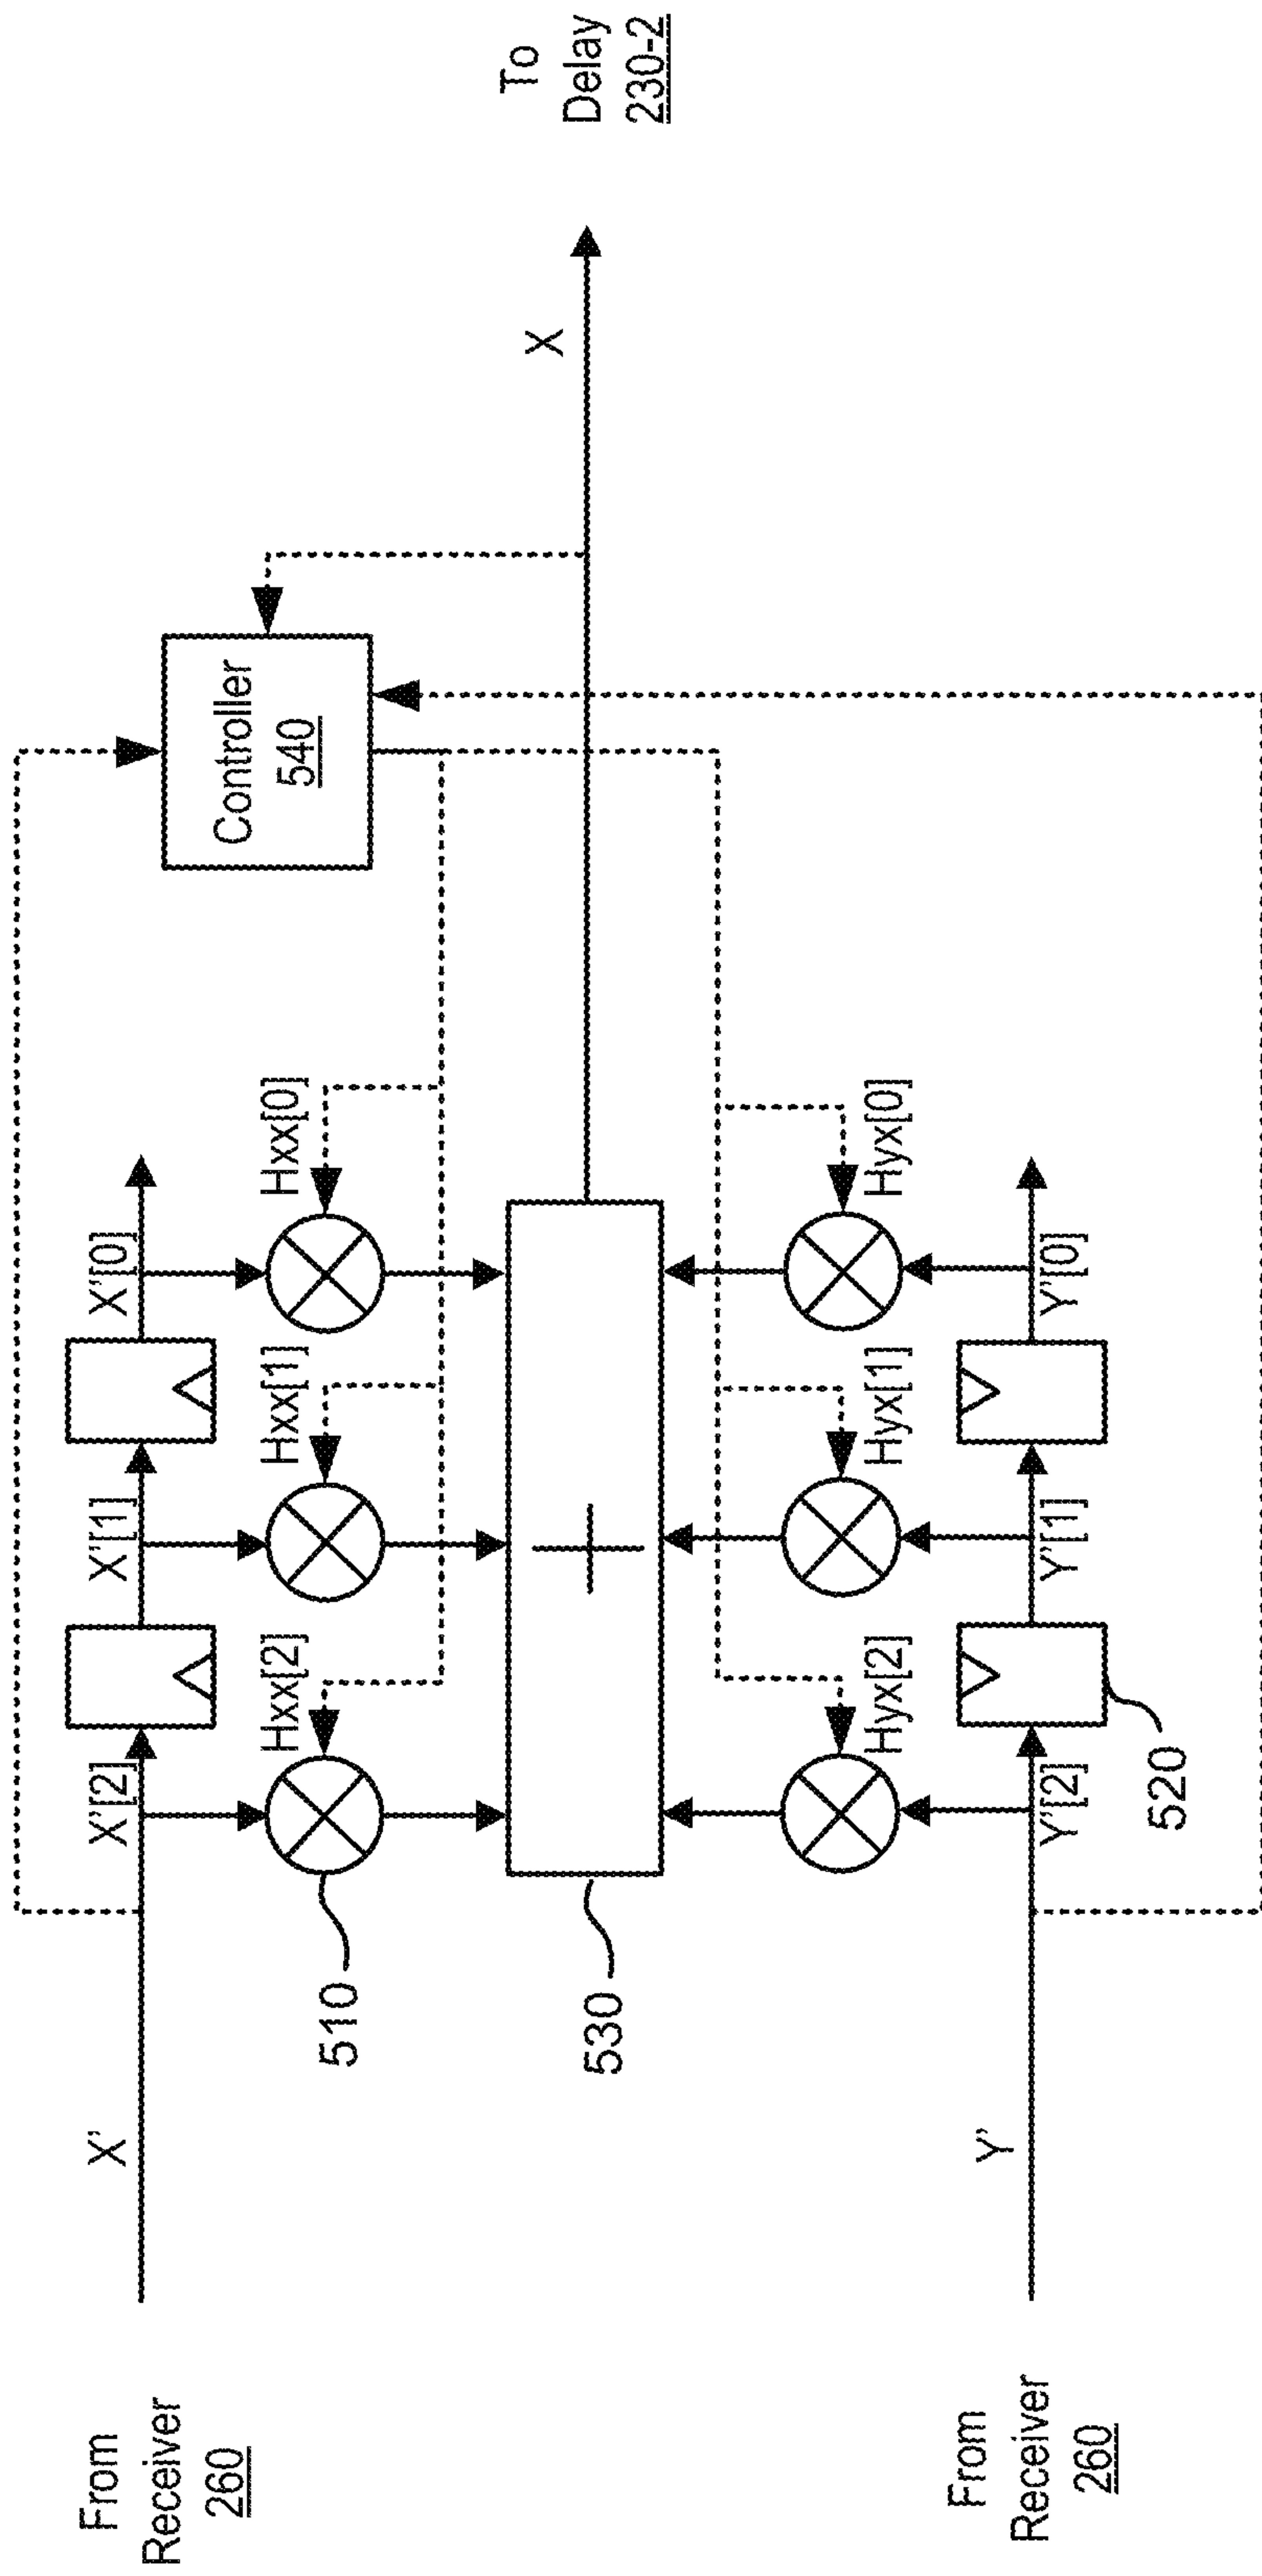 From
Receiver
260
X'
X'[2]
X'[1]
X'[0]
510
Hxx[2]
Hxx[1]
Hxx[0]
Controller
540
530
+
X
To
Delay
230-2
Hyx[2]
Hyx[1]
Hyx[0]
From
Receiver
260
Y'
Y'[2]
Y'[1]
Y'[0]
520